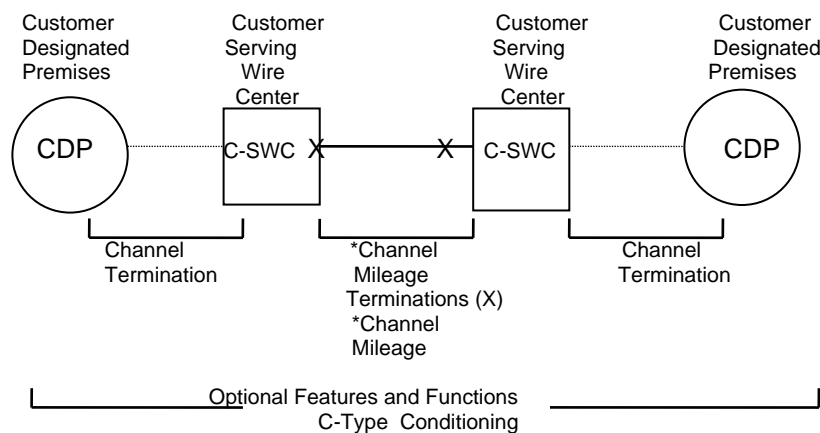 Customer
Designated
Premises
Customer
Serving
Wire
Center
Customer
Serving
Wire
Center
Customer
Designated
Premises
CDP
C-SWC
X
X
C-SWC
CDP
Channel
Termination
*Channel
Mileage
Terminations (X)
*Channel
Mileage
Channel
Termination
Optional Features and Functions
C-Type Conditioning